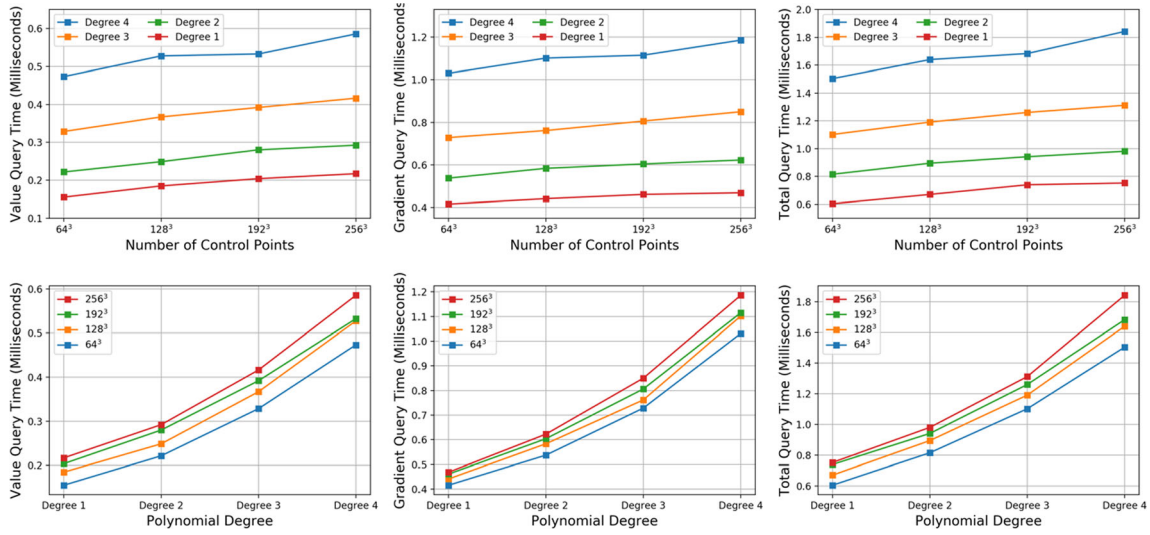 Value Query Time (Milliseconds)
0.6
0.5
0.4
0.3
0.2
0.1
Degree 4
Degree 3
Degree 2
Degree 1
64³
128³
192³
256³
Number of Control Points
Gradient Query Time (Milliseconds)
1.2
1.0
0.8
0.6
0.4
Degree 4
Degree 3
Degree 2
Degree 1
64³
128³
192³
256³
Number of Control Points
Total Query Time (Milliseconds)
2.0
1.8
1.6
1.4
1.2
1.0
0.8
0.6
Degree 4
Degree 3
Degree 2
Degree 1
64³
128³
192³
256³
Number of Control Points
Value Query Time (Milliseconds)
0.6
0.5
0.4
0.3
0.2
256³
192³
128³
64³
Degree 1
Degree 2
Degree 3
Degree 4
Polynomial Degree
Gradient Query Time (Milliseconds)
1.2
1.1
1.0
0.9
0.8
0.7
0.6
0.5
0.4
256³
192³
128³
64³
Degree 1
Degree 2
Degree 3
Degree 4
Polynomial Degree
Total Query Time (Milliseconds)
1.8
1.6
1.4
1.2
1.0
0.8
0.6
256³
192³
128³
64³
Degree 1
Degree 2
Degree 3
Degree 4
Polynomial Degree